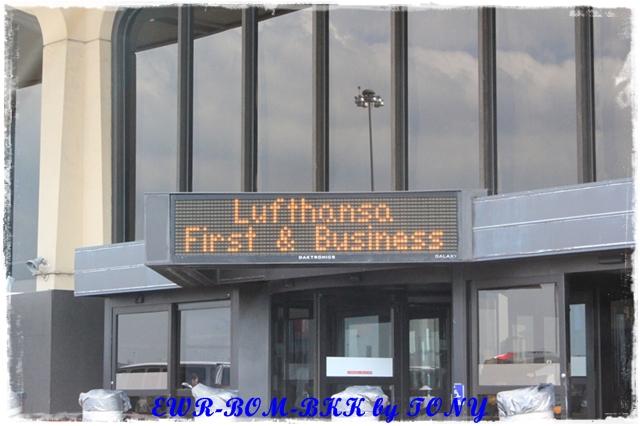 Lufthansa
First & Business
DAKTRONICS GALAXY
EWR-BOM-BKK by TONY